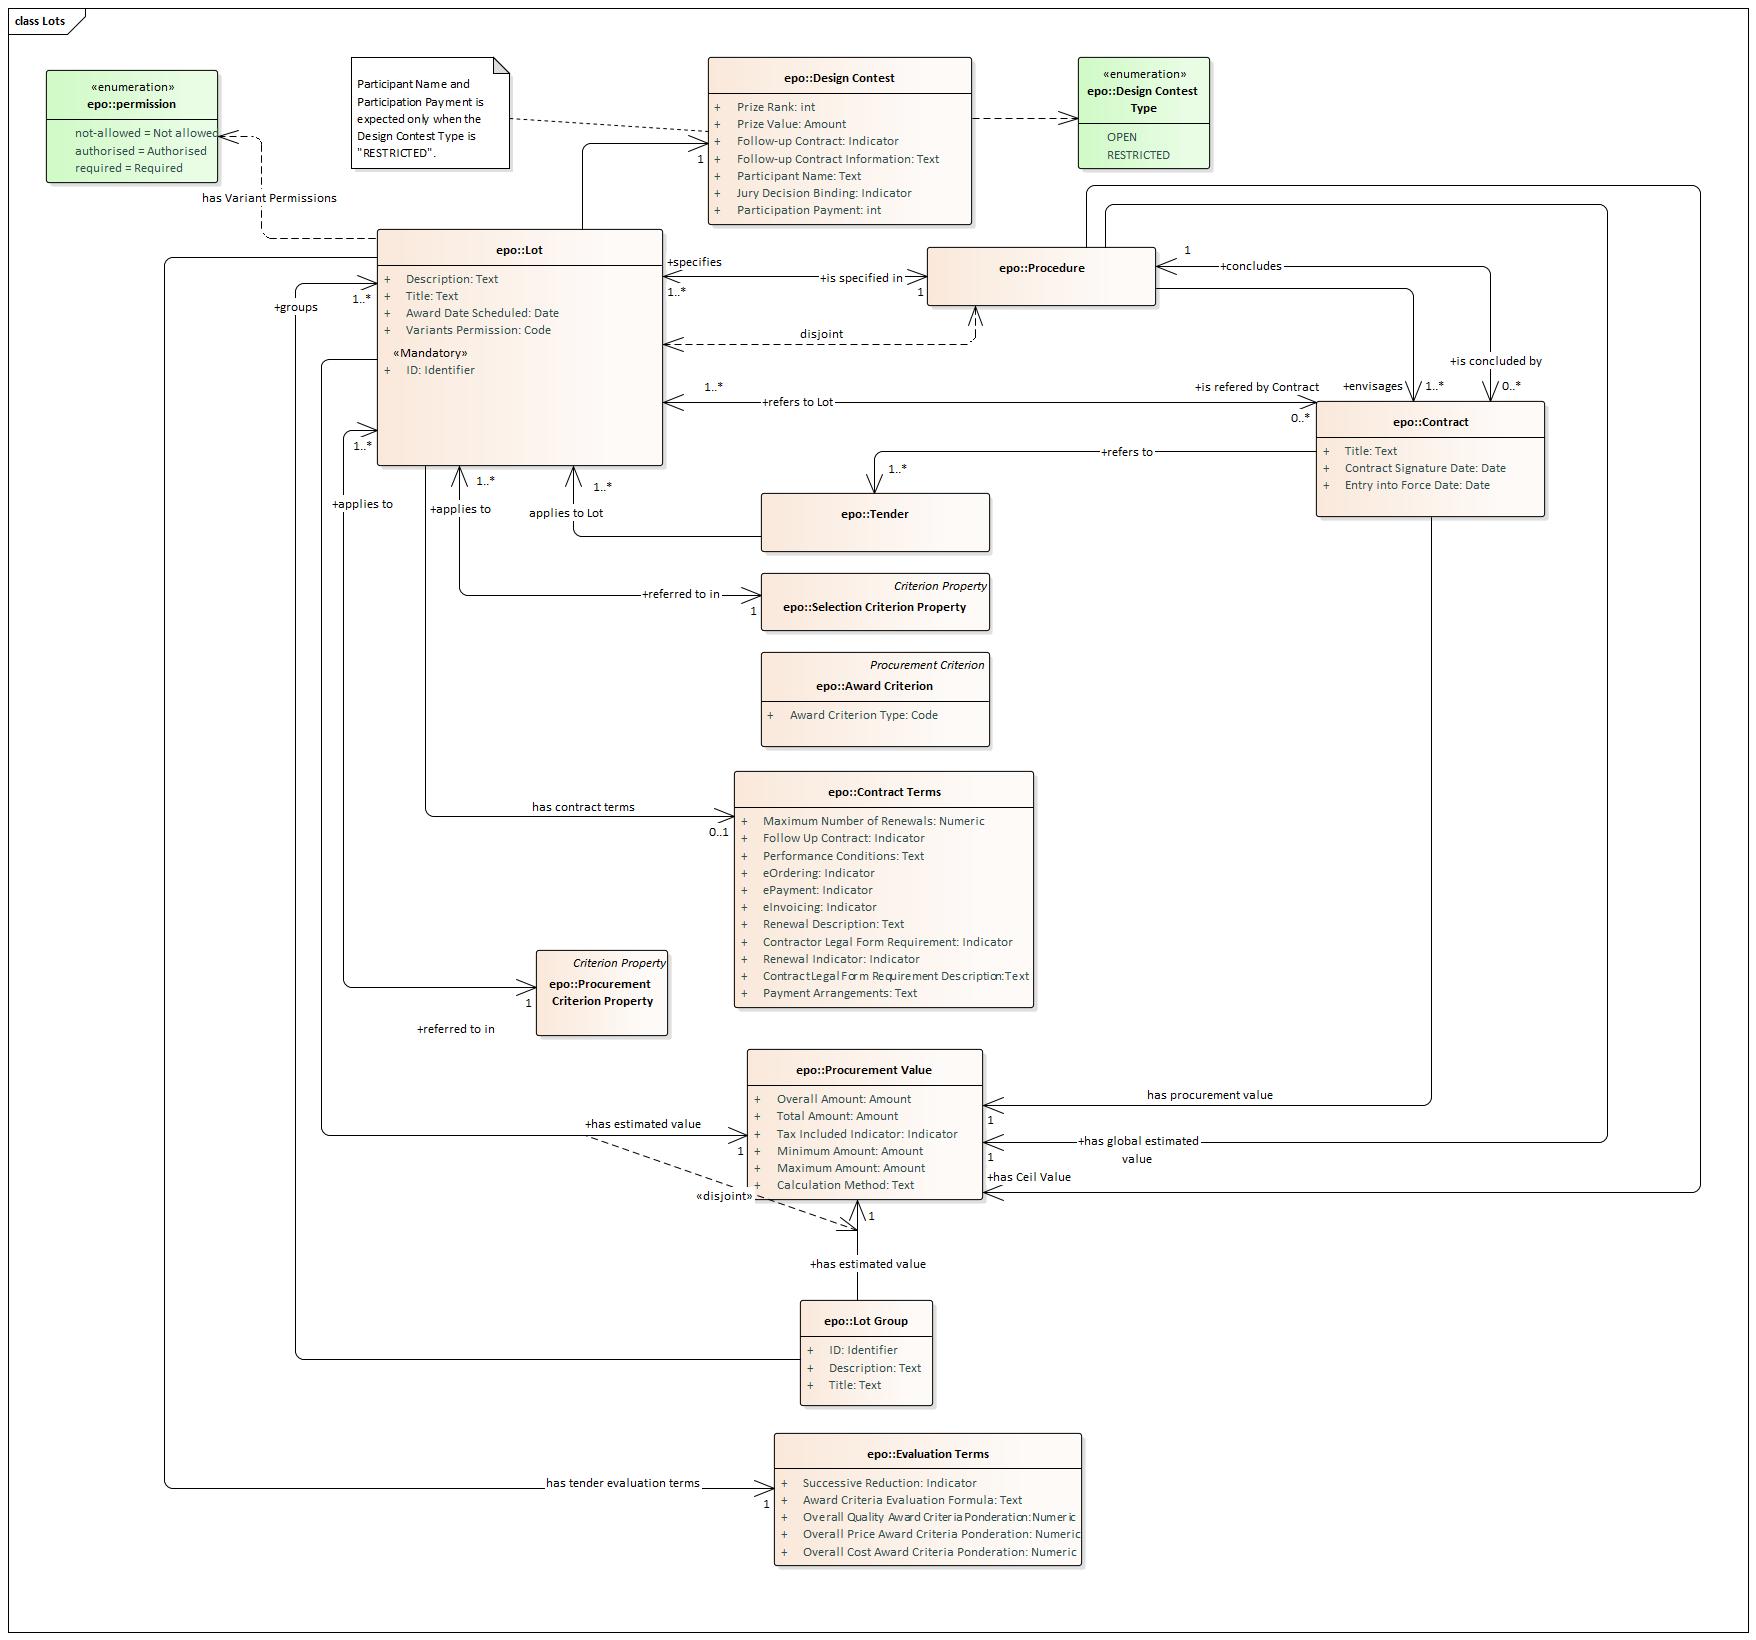 class Lots
«enumeration»
epo::permission
not-allowed = Not allowed
authorised = Authorised
required = Required
has Variant Permissions
Participant Name and
Participation Payment is
expected only when the
Design Contest Type is
"RESTRICTED".
epo::Design Contest
+ Prize Rank: int
+ Prize Value: Amount
+ Follow-up Contract: Indicator
+ Follow-up Contract Information: Text
+ Participant Name: Text
+ Jury Decision Binding: Indicator
+ Participation Payment: int
1
«enumeration»
epo::Design Contest
Type
OPEN
RESTRICTED
epo::Lot
+ Description: Text
+ Title: Text
+ Award Date Scheduled: Date
+ Variants Permission: Code
«Mandatory»
+ ID: Identifier
+specifies
1..*
+is specified in
1
epo::Procedure
1
+concludes
disjoint
+is concluded by
0..*
+envisages
1..*
1..*
+refers to Lot
+is refered by Contract
0..*
+groups
1..*
epo::Contract
+ Title: Text
+ Contract Signature Date: Date
+ Entry into Force Date: Date
+refers to
1..*
1..*
+applies to
1..*
+applies to
1..*
applies to Lot
epo::Tender
Criterion Property
epo::Selection Criterion Property
+referred to in
1
Procurement Criterion
epo::Award Criterion
+ Award Criterion Type: Code
has contract terms
0..1
epo::Contract Terms
+ Maximum Number of Renewals: Numeric
+ Follow Up Contract: Indicator
+ Performance Conditions: Text
+ eOrdering: Indicator
+ ePayment: Indicator
+ eInvoicing: Indicator
+ Renewal Description: Text
+ Contractor Legal Form Requirement: Indicator
+ Renewal Indicator: Indicator
+ ContractLegal Form Requirement Description:Text
+ Payment Arrangements: Text
Criterion Property
epo::Procurement
Criterion Property
1
+referred to in
epo::Procurement Value
+ Overall Amount: Amount
+ Total Amount: Amount
+ Tax Included Indicator: Indicator
+ Minimum Amount: Amount
+ Maximum Amount: Amount
+ Calculation Method: Text
has procurement value
1
+has estimated value
1
+has global estimated
value
1
+has Ceil Value
«disjoint»
1
+has estimated value
epo::Lot Group
+ ID: Identifier
+ Description: Text
+ Title: Text
has tender evaluation terms
1
epo::Evaluation Terms
+ Successive Reduction: Indicator
+ Award Criteria Evaluation Formula: Text
+ Overall Quality Award Criteria Ponderation:Numeric
+ Overall Price Award Criteria Ponderation: Numeric
+ Overall Cost Award Criteria Ponderation: Numeric